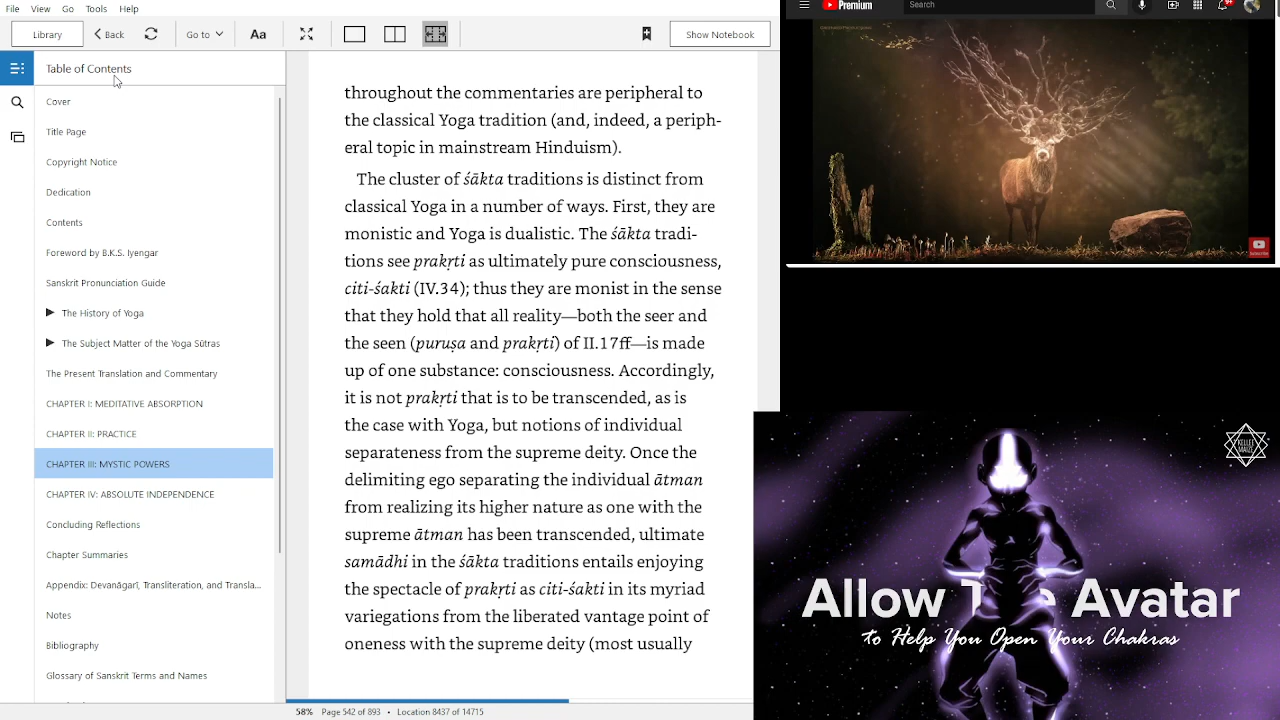 File View Go to Tools Help
Library Back Go to Aa Show Notebook
Table of Contents
Cover
Title Page
Copyright Notice
Dedication
Contents
Foreword by B.K.S. Iyengar
Sanskrit Pronunciation Guide
The History of Yoga
The Subject Matter of the Yoga Sūtras
The Present Translation and Commentary
CHAPTER I: MEDITATIVE ABSORPTION
CHAPTER II: PRACTICE
CHAPTER III: MYSTIC POWERS
CHAPTER IV: ABSOLUTE INDEPENDENCE
Concluding Reflections
Chapter Summaries
Appendix: Devanāgarī, Transliteration, and Transla...
Notes
Bibliography
Glossary of Sanskrit Terms and Names
throughout the commentaries are peripheral to
the classical Yoga tradition (and, indeed, a periph-
eral topic in mainstream Hinduism).
The cluster of śākta traditions is distinct from
classical Yoga in a number of ways. First, they are
monistic and Yoga is dualistic. The śākta tradi-
tions see prakṛti as ultimately pure consciousness,
citi-śakti (IV.34); thus they are monist in the sense
that they hold that all reality—both the seer and
the seen (puruṣa and prakṛti) of II.17ff—is made
up of one substance: consciousness. Accordingly,
it is not prakṛti that is to be transcended, as is
the case with Yoga, but notions of individual
separateness from the supreme deity. Once the
delimiting ego separating the individual ātman
from realizing its higher nature as one with the
supreme ātman has been transcended, ultimate
samādhi in the śākta traditions entails enjoying
the spectacle of prakṛti as citi-śakti in its myriad
variegations from the liberated vantage point of
oneness with the supreme deity (most usually
58% Page 542 of 893 • Location 8437 of 14715
Premium Search 9+
Subscribe
Allow The Avatar
to Help You Open Your Chakras